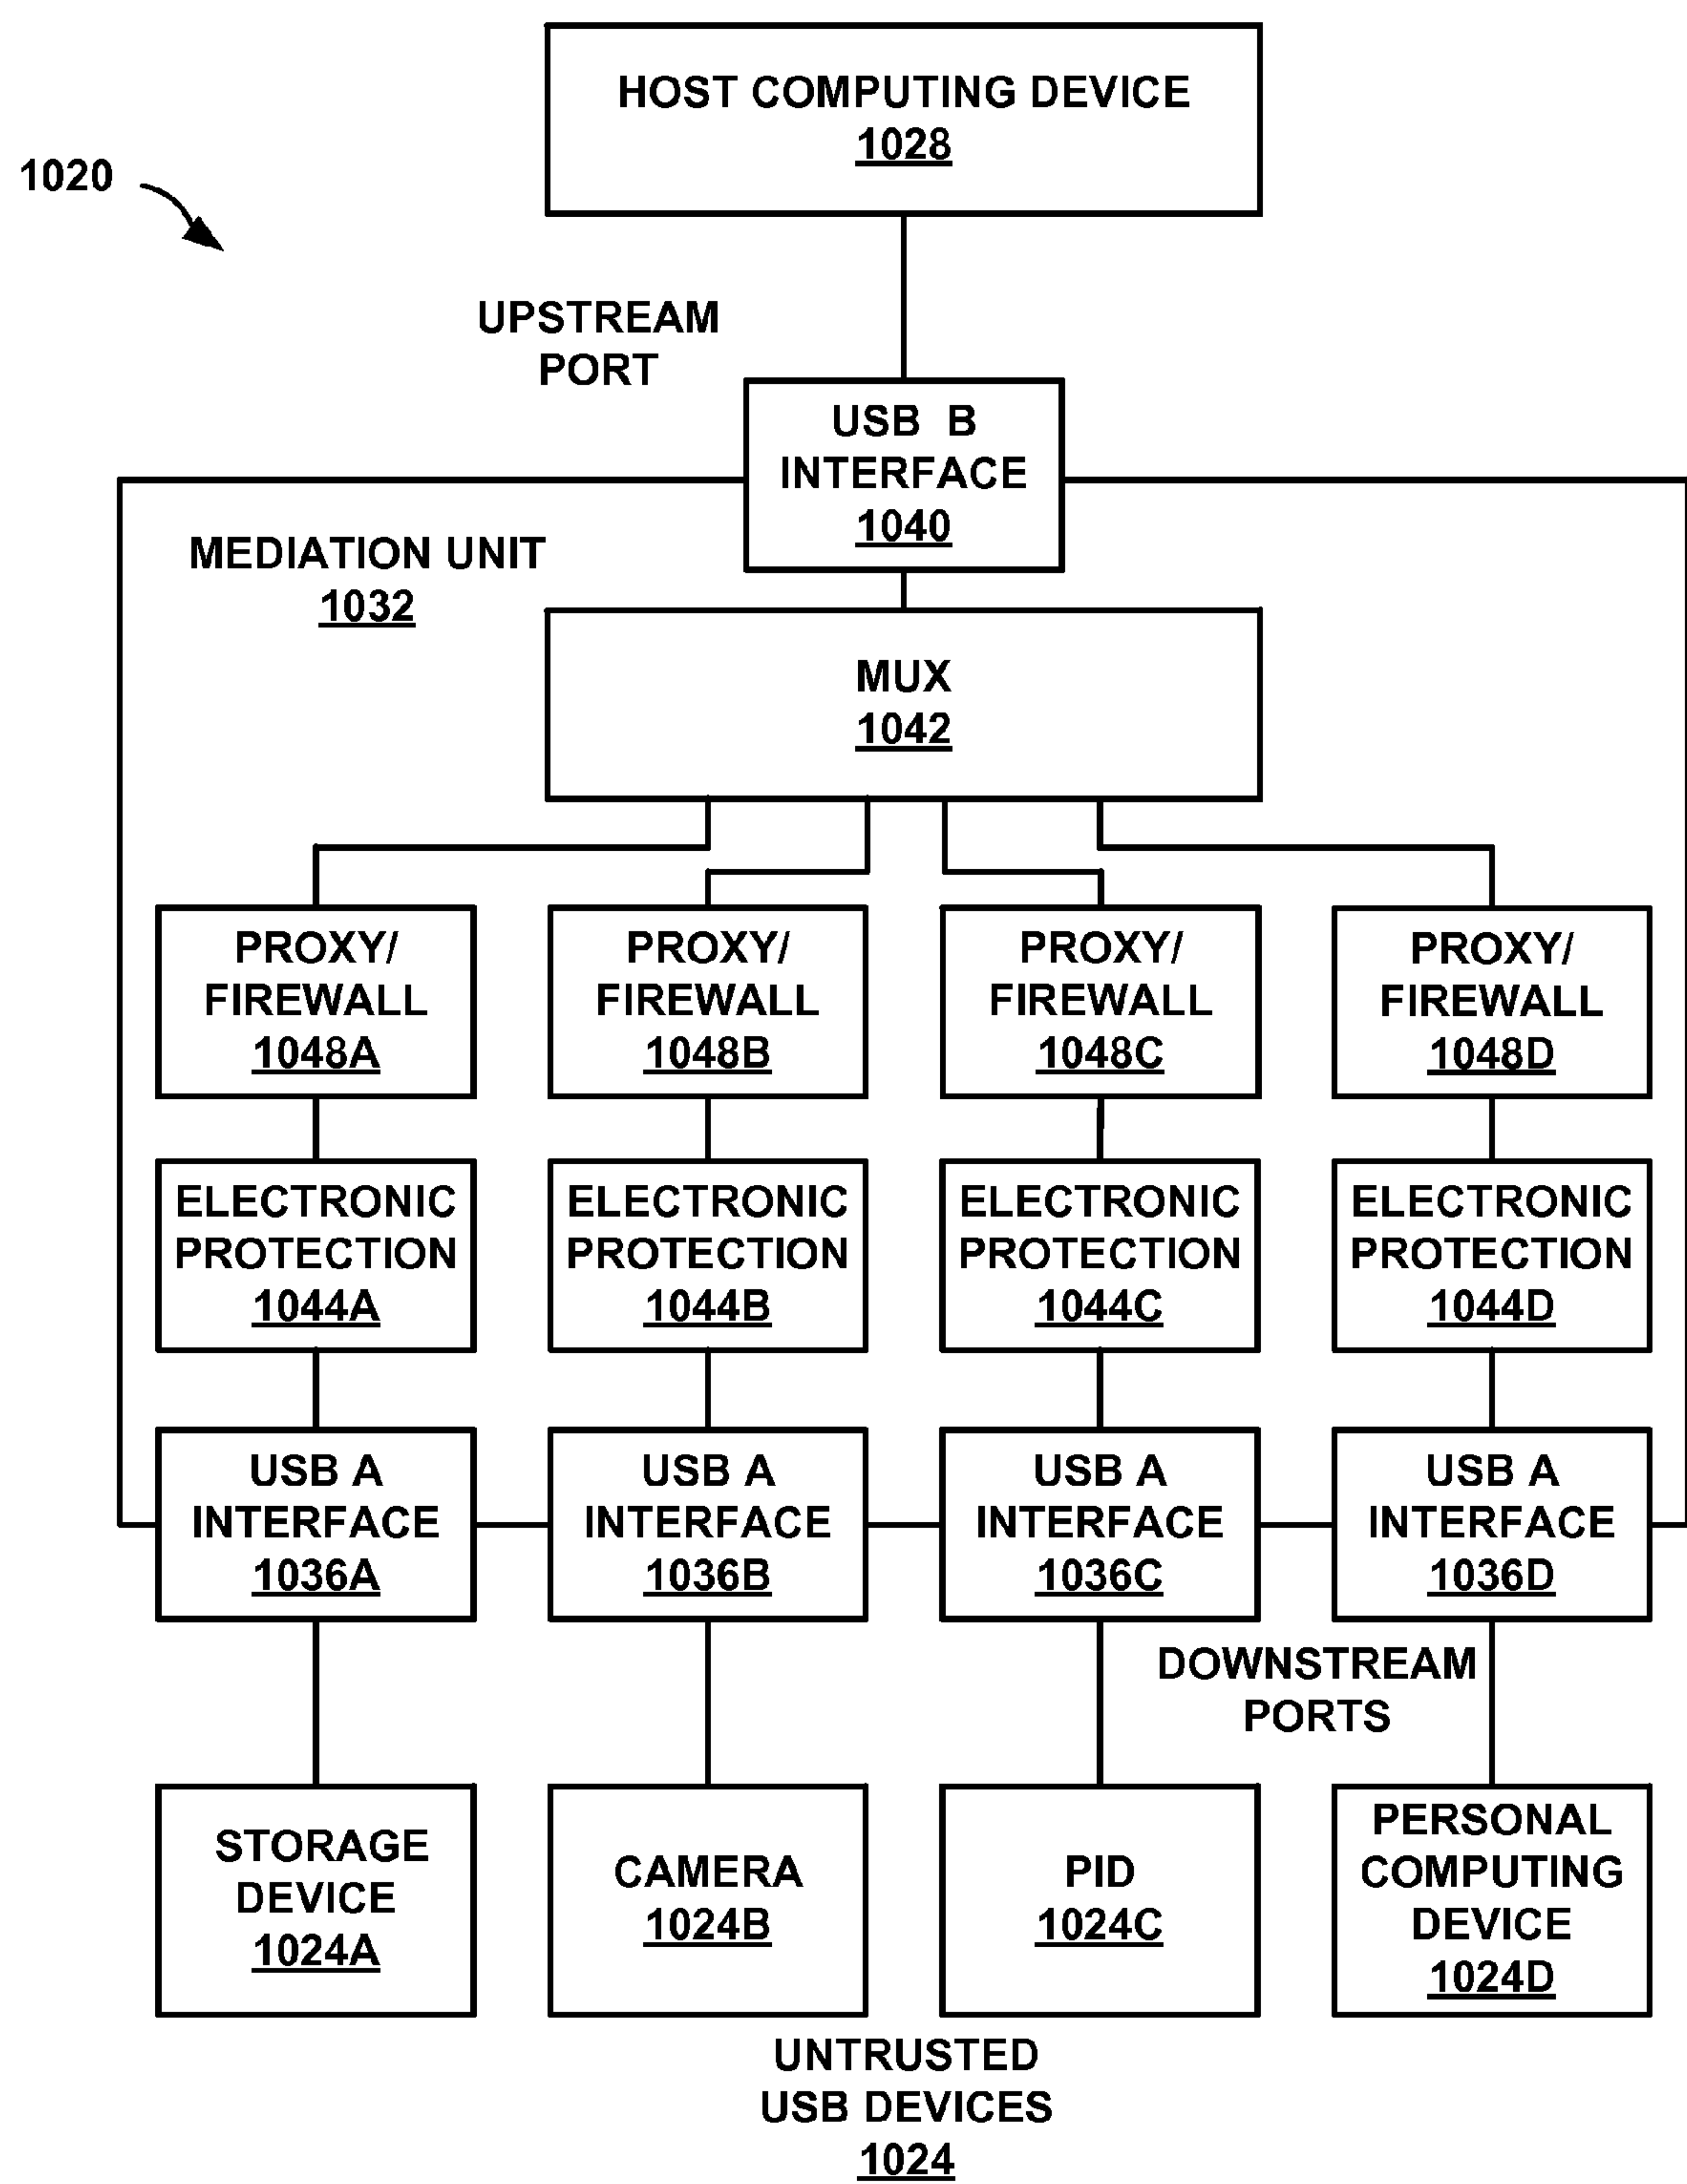 HOST COMPUTING DEVICE
1028
1020
UPSTREAM
PORT
USB B
INTERFACE
1040
MEDIATION UNIT
1032
MUX
1042
PROXY/
FIREWALL
1048A
PROXY/
FIREWALL
1048B
PROXY/
FIREWALL
1048C
PROXY/
FIREWALL
1048D
ELECTRONIC
PROTECTION
1044A
ELECTRONIC
PROTECTION
1044B
ELECTRONIC
PROTECTION
1044C
ELECTRONIC
PROTECTION
1044D
USB A
INTERFACE
1036A
USB A
INTERFACE
1036B
USB A
INTERFACE
1036C
USB A
INTERFACE
1036D
DOWNSTREAM
PORTS
STORAGE
DEVICE
1024A
CAMERA
1024B
PID
1024C
PERSONAL
COMPUTING
DEVICE
1024D
UNTRUSTED
USB DEVICES
1024